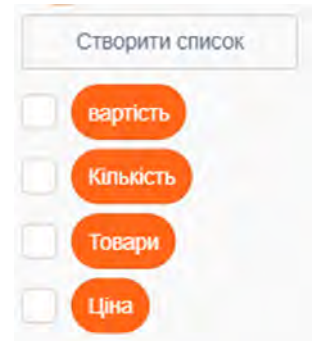 Створити список
вартість
Кількість
Товари
Ціна